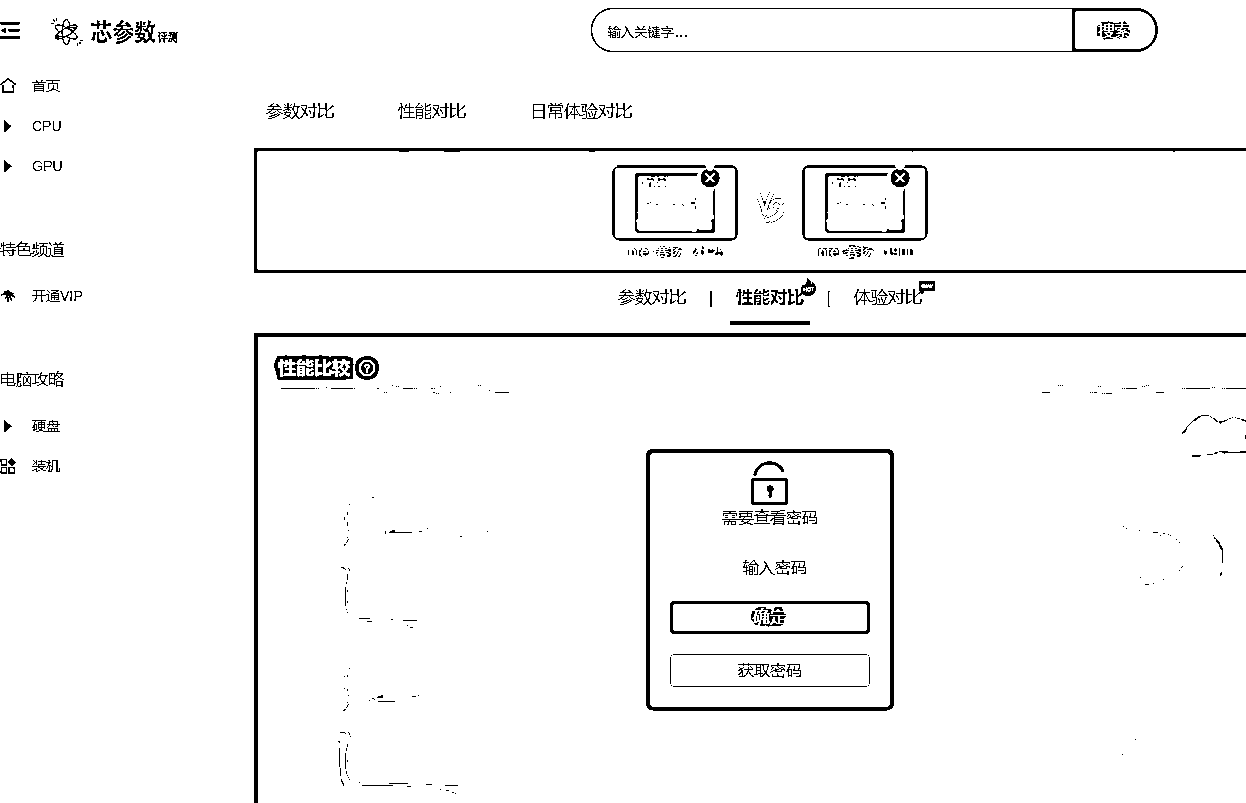 芯参数评测
输入关键字...
搜索
首页
CPU
GPU
特色频道
开通VIP
电脑攻略
硬盘
装机
参数对比 性能对比 日常体验对比
VS
参数对比 | 性能对比 HOT | 体验对比
性能比较 ?
需要查看密码
输入密码
确定
获取密码